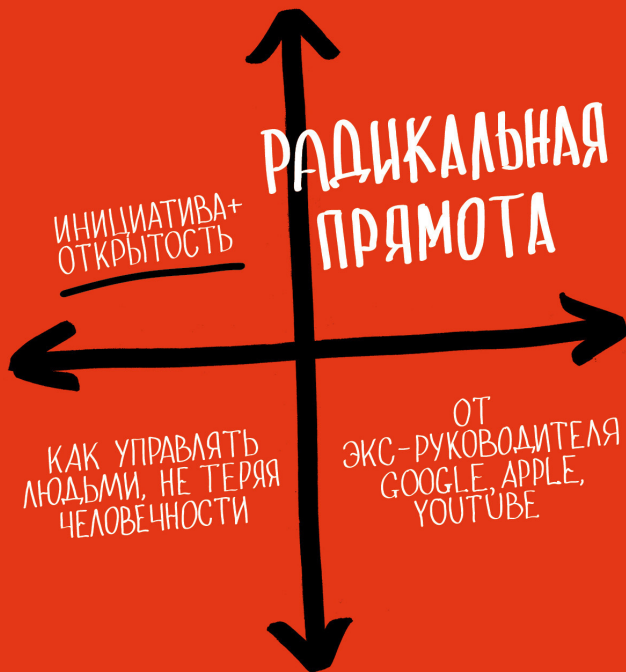 РАДИКАЛЬНАЯ
ПРЯМОТА
ИНИЦИАТИВА+
ОТКРЫТОСТЬ
КАК УПРАВЛЯТЬ
ЛЮДЬМИ, НЕ ТЕРЯЯ
ЧЕЛОВЕЧНОСТИ
ОТ
ЭКС-РУКОВОДИТЕЛЯ
GOOGLE, APPLE,
YOUTUBE